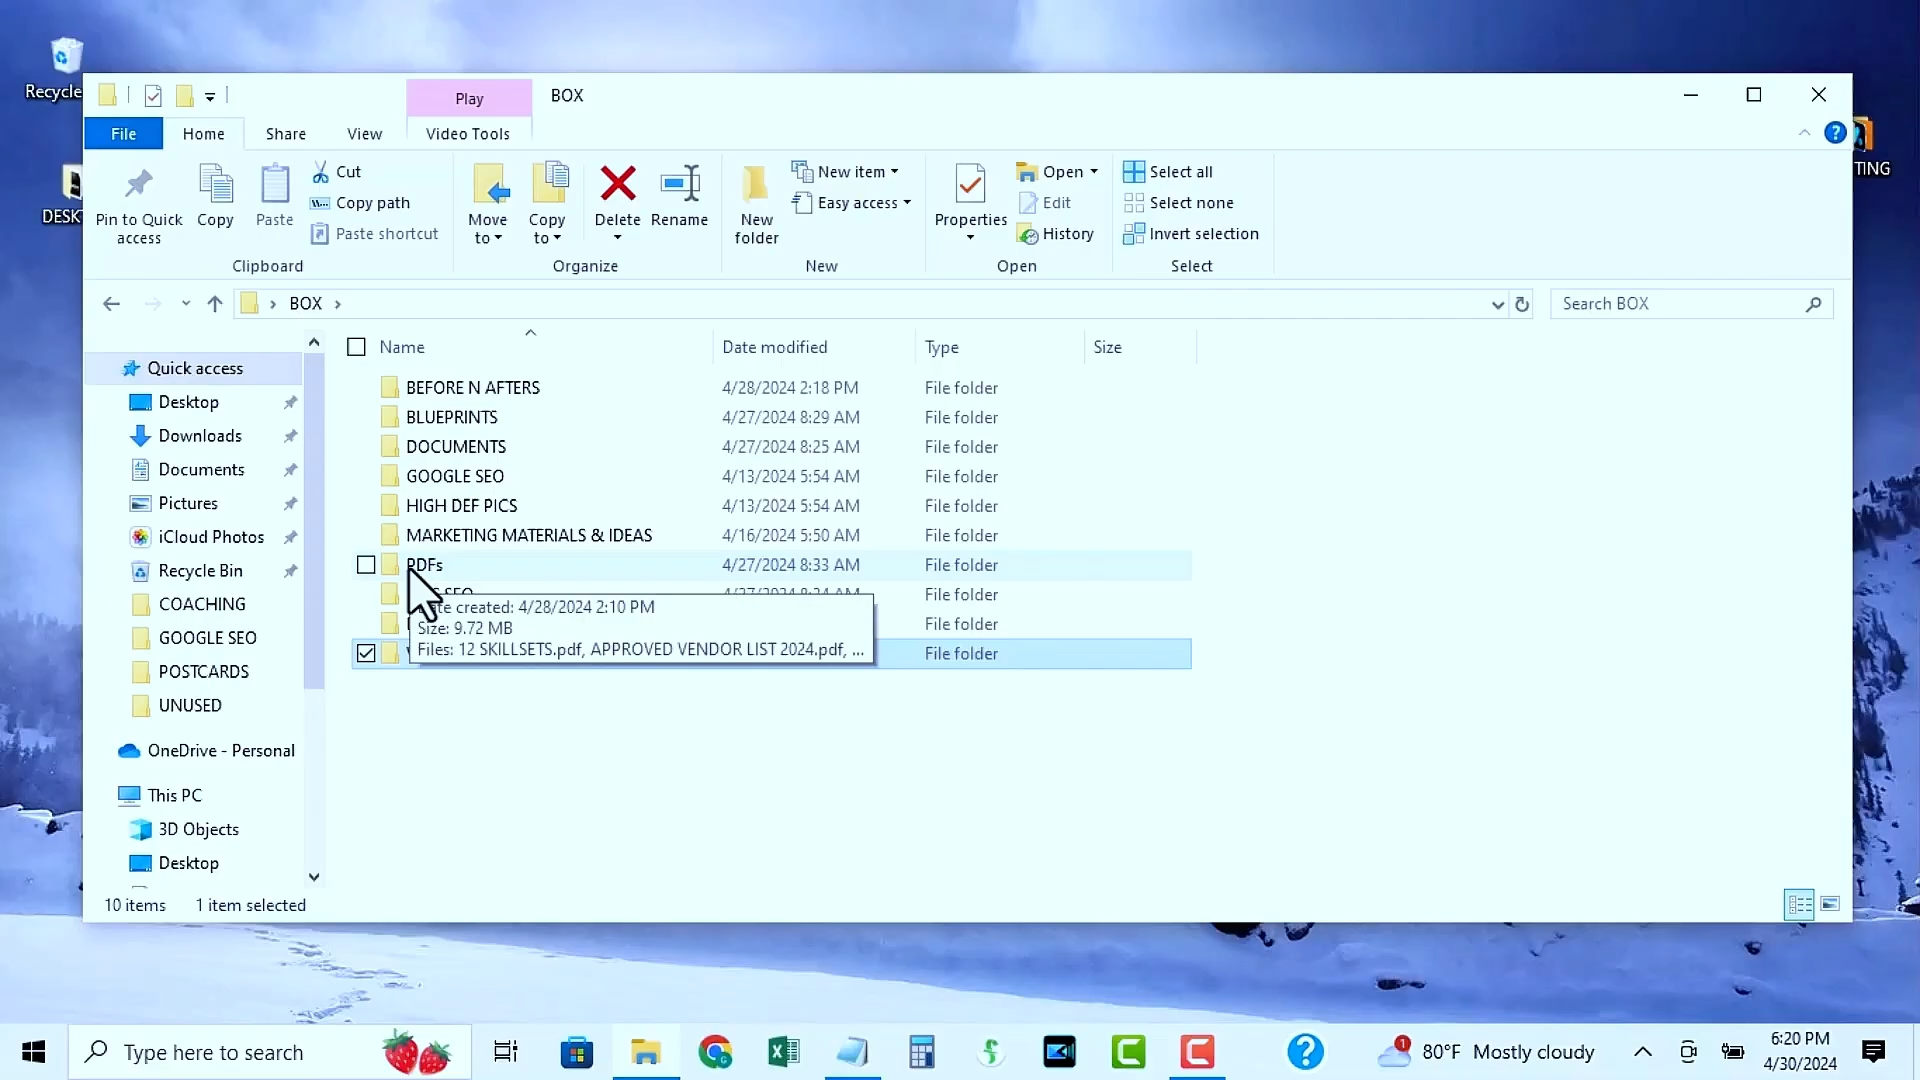 Recycle
Play
BOX
File
Home
Share
View
Video Tools
TING
DESK
Pin to Quick access
Copy
Paste
Cut
Copy path
Paste shortcut
Clipboard
Move to
Copy to
Delete
Rename
Organize
New folder
New item
Easy access
New
Properties
Open
Edit
History
Open
Select all
Select none
Invert selection
Select
BOX
Search BOX
Quick access
Desktop
Downloads
Documents
Pictures
iCloud Photos
Recycle Bin
COACHING
GOOGLE SEO
POSTCARDS
UNUSED
OneDrive - Personal
This PC
3D Objects
Desktop
Name Date modified Type Size
BEFORE N AFTERS 4/28/2024 2:18 PM File folder
BLUEPRINTS 4/27/2024 8:29 AM File folder
DOCUMENTS 4/27/2024 8:25 AM File folder
GOOGLE SEO 4/13/2024 5:54 AM File folder
HIGH DEF PICS 4/13/2024 5:54 AM File folder
MARKETING MATERIALS & IDEAS 4/16/2024 5:50 AM File folder
PDFs 4/27/2024 8:33 AM File folder
SEO 4/27/2024 8:34 AM File folder
File folder
File folder
created: 4/28/2024 2:10 PM
Size: 9.72 MB
Files: 12 SKILLSETS.pdf, APPROVED VENDOR LIST 2024.pdf, ...
10 items 1 item selected
Type here to search
1
80°F Mostly cloudy
6:20 PM
4/30/2024